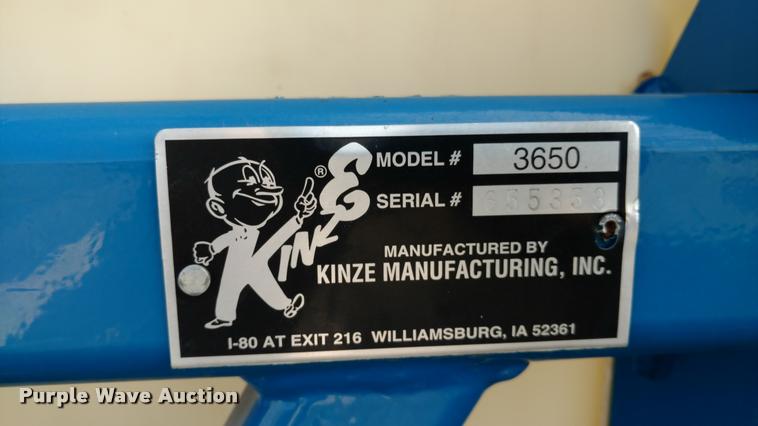 MODEL # 3650
SERIAL # 655353
KINZE ®
MANUFACTURED BY
KINZE MANUFACTURING, INC.
I-80 AT EXIT 216 WILLIAMSBURG, IA 52361
Purple Wave Auction